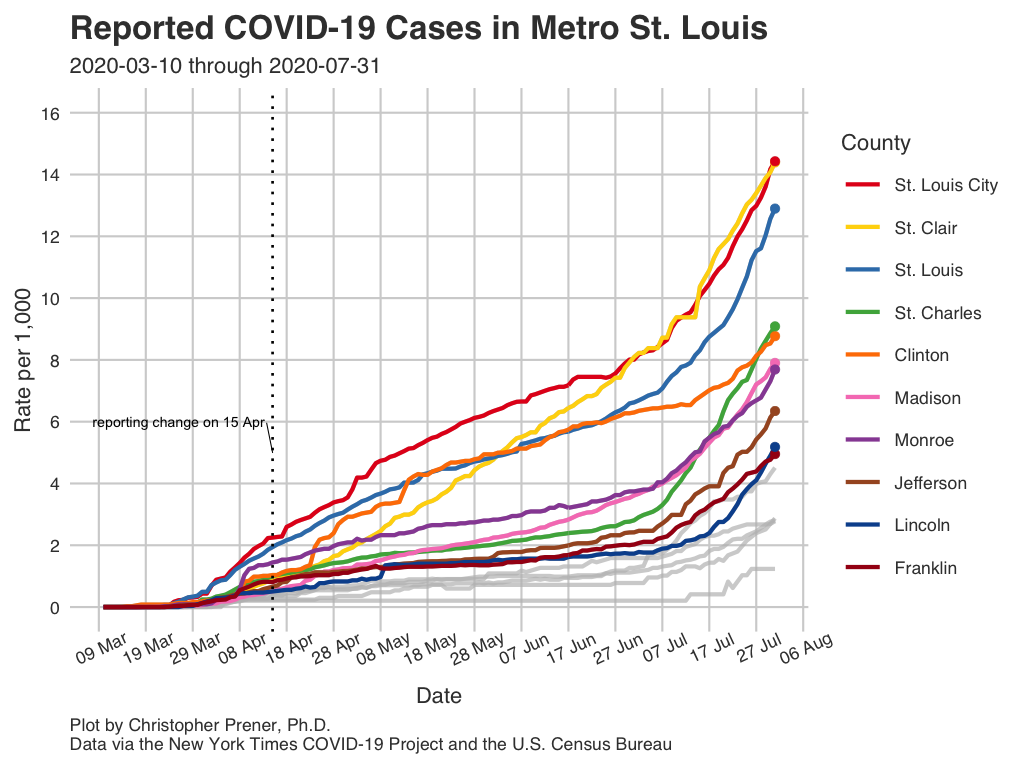 Reported COVID-19 Cases in Metro St. Louis
2020-03-10 through 2020-07-31
Rate per 1,000
16
14
12
10
8
6
4
2
0
reporting change on 15 Apr
09 Mar
19 Mar
29 Mar
08 Apr
18 Apr
28 Apr
08 May
18 May
28 May
07 Jun
17 Jun
27 Jun
07 Jul
17 Jul
27 Jul
06 Aug
Date
County
St. Louis City
St. Clair
St. Louis
St. Charles
Clinton
Madison
Monroe
Jefferson
Lincoln
Franklin
Plot by Christopher Prener, Ph.D.
Data via the New York Times COVID-19 Project and the U.S. Census Bureau